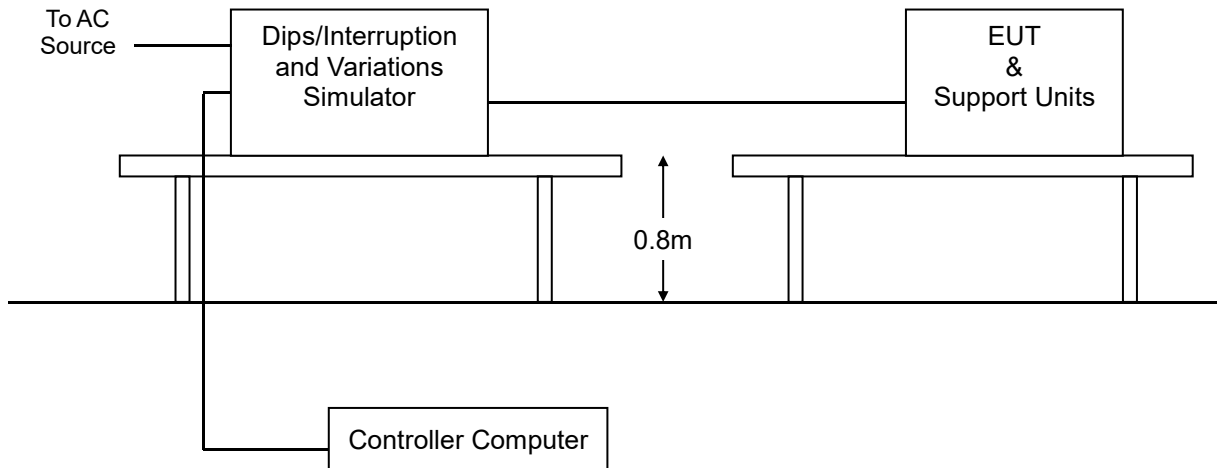 To AC
Source
Dips/Interruption
and Variations
Simulator
EUT
&
Support Units
0.8m
Controller Computer